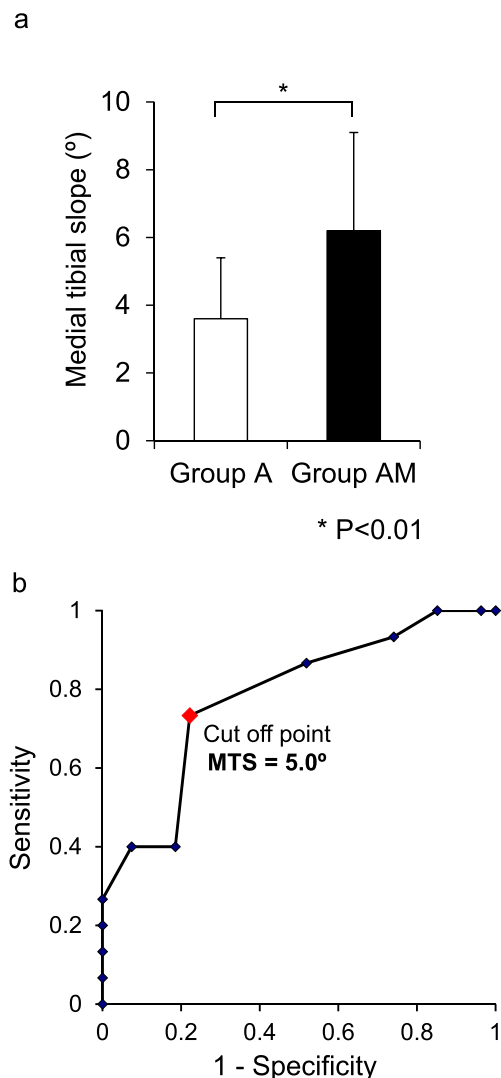 a
Medial tibial slope (º)
10
8
6
4
2
0
*
Group A
Group AM
* P<0.01
b
Sensitivity
1
0.8
0.6
0.4
0.2
0
Cut off point
MTS = 5.0º
0 0.2 0.4 0.6 0.8 1
1 - Specificity